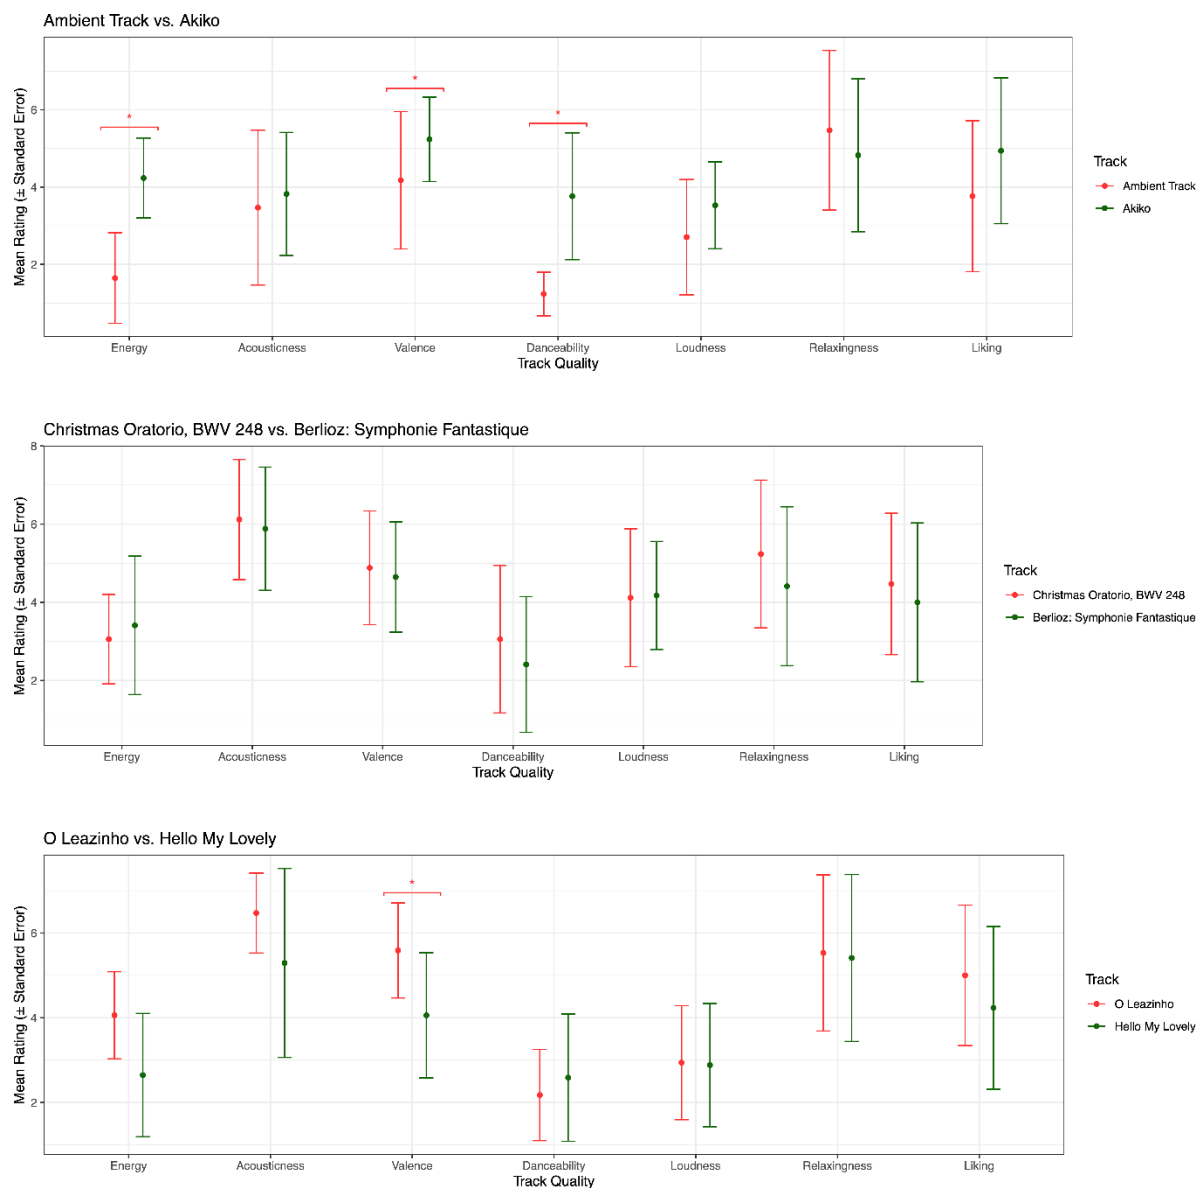 Ambient Track vs. Akiko
Mean Rating (± Standard Error)
6
4
2
*
*
*
Energy Acousticness Valence Danceability Loudness Relaxingness Liking
Track Quality
Track
Ambient Track
Akiko
Christmas Oratorio, BWV 248 vs. Berlioz: Symphonie Fantastique
Mean Rating (± Standard Error)
8
6
4
2
Energy Acousticness Valence Danceability Loudness Relaxingness Liking
Track Quality
Track
Christmas Oratorio, BWV 248
Berlioz: Symphonie Fantastique
O Leazinho vs. Hello My Lovely
Mean Rating (± Standard Error)
6
4
2
*
Energy Acousticness Valence Danceability Loudness Relaxingness Liking
Track Quality
Track
O Leazinho
Hello My Lovely